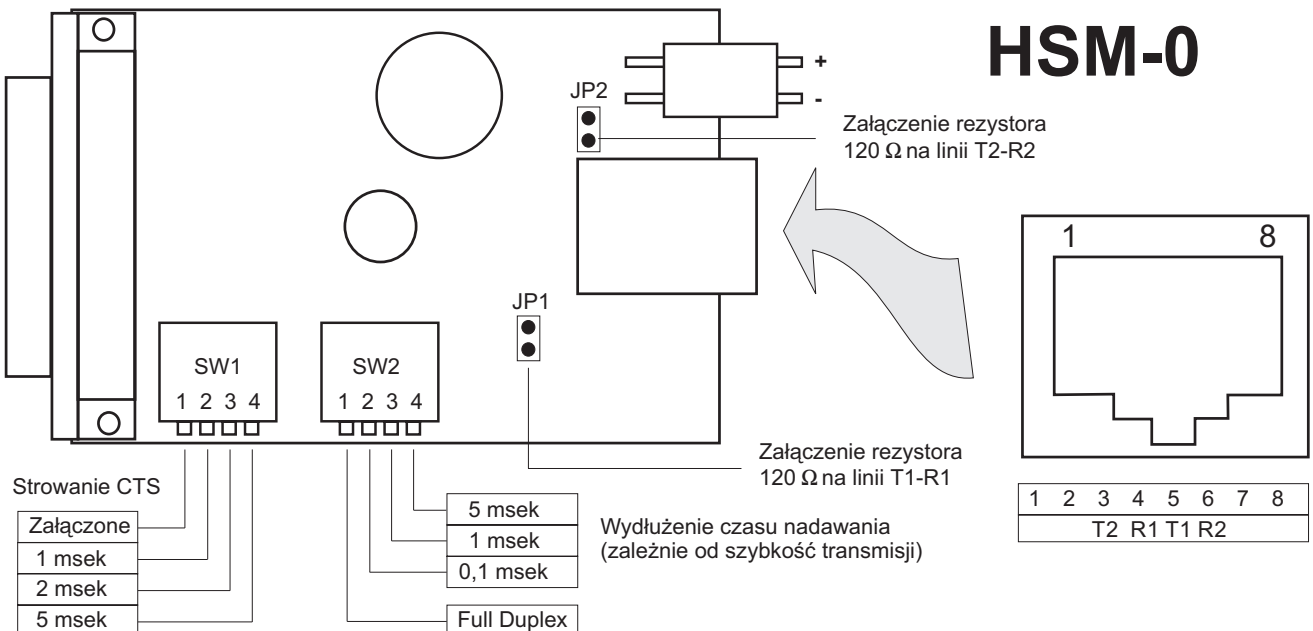 HSM-0
+
-
JP2
Załączenie rezystora
120 Ω na linii T2-R2
1 8
JP1
SW1
1 2 3 4
SW2
1 2 3 4
Załączenie rezystora
120 Ω na linii T1-R1
Strowanie CTS
Załączone
1 msek
2 msek
5 msek
5 msek
1 msek
0,1 msek
Full Duplex
Wydłużenie czasu nadawania
(zależnie od szybkość transmisji)
1 2 3 4 5 6 7 8
T2 R1 T1 R2